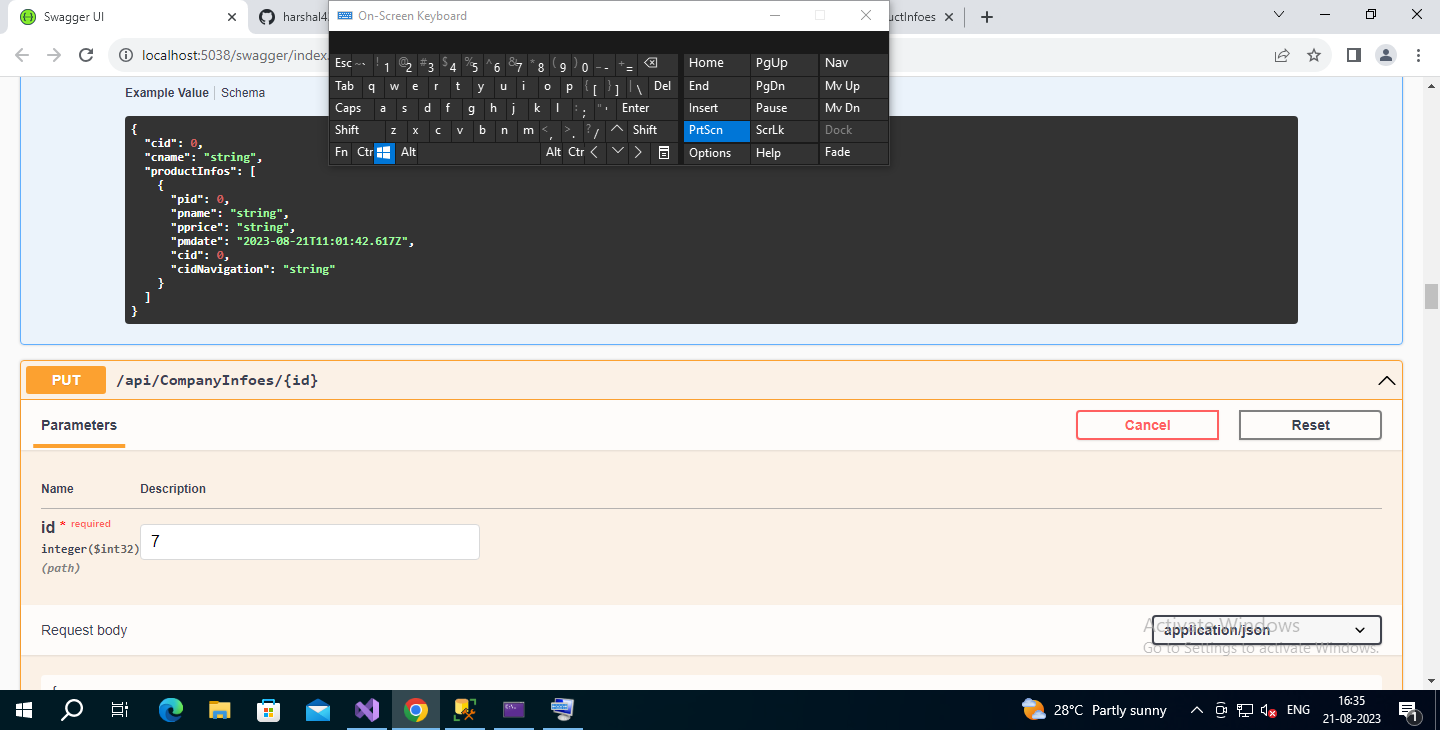 Swagger UI
harshal4
On-Screen Keyboard
uctInfoes
localhost:5038/swagger/index.
Esc ~ ` ! 1 @ 2 # 3 $ 4 % 5 ^ 6 & 7 * 8 ( 9 ) 0 _ - + =
Home PgUp Nav
Tab q w e r t y u i o p { [ } ] | \ Del
End PgDn Mv Up
Caps a s d f g h j k l : ; " ' Enter
Insert Pause Mv Dn
Shift z x c v b n m < , > . ? / Shift
PrtScn ScrLk Dock
Fn Ctr Alt Alt Ctr
Options Help Fade
Example Value Schema
{
"cid": 0,
"cname": "string",
"productInfos": [
{
"pid": 0,
"pname": "string",
"pprice": "string",
"pmdate": "2023-08-21T11:01:42.617Z",
"cid": 0,
"cidNavigation": "string"
}
]
}
PUT /api/CompanyInfoes/{id}
Parameters
Cancel Reset
Name Description
id * required
integer($int32)
(path)
7
Request body
application/json
Activate Windows
Go to Settings to activate Windows.
{
28°C Partly sunny
ENG
16:35
21-08-2023
1